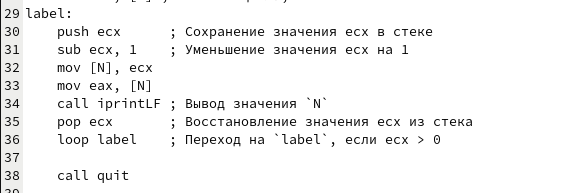 29 label:
30     push ecx      ; Сохранение значения ecx в стеке
31     sub ecx, 1    ; Уменьшение значения ecx на 1
32     mov [N], ecx
33     mov eax, [N]
34     call iprintLF ; Вывод значения `N`
35     pop ecx       ; Восстановление значения ecx из стека
36     loop label    ; Переход на `label`, если ecx > 0
37
38     call quit